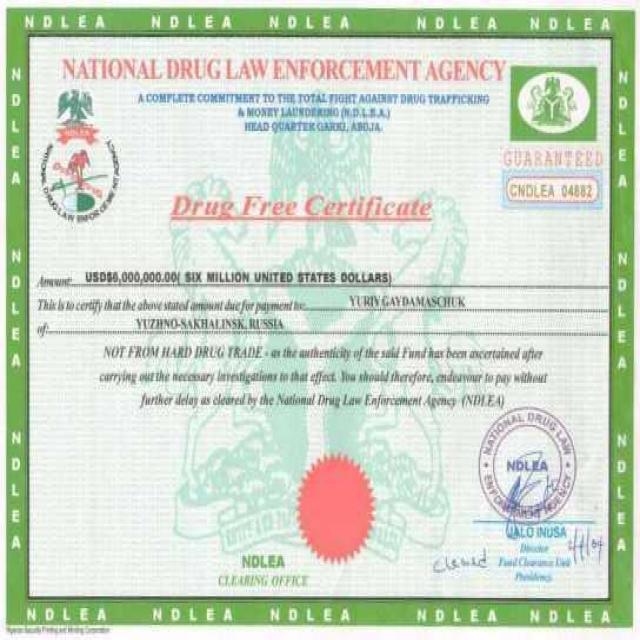 NDLEA NDLEA NDLEA NDLEA NDLEA
NATIONAL DRUG LAW ENFORCEMENT AGENCY
A COMPLETE COMMITMENT TO THE TOTAL FIGHT AGAINST DRUG TRAFFICKING
& MONEY LAUNDERING (N.D.L.E.A.)
HEAD QUARTER GARKI, ABUJA.
NDLEA
NATIONAL DRUG LAW ENFORCEMENT AGENCY
GUARANTEED
CNDLEA 04882
Drug Free Certificate
Amount: USD$6,000,000.00( SIX MILLION UNITED STATES DOLLARS)
This is to certify that the above stated amount due for payment to: YURIY GAYDAMASCHUK
of: YUZHNO-SAKHALINSK, RUSSIA
NOT FROM HARD DRUG TRADE - as the authenticity of the said Fund has been ascertained after
carrying out the necessary investigations to that effect. You should therefore, endeavour to pay without
further delay as cleared by the National Drug Law Enforcement Agency (NDLEA)
NATIONAL DRUG LAW
NDLEA
ENFORCEMENT AGENCY
JALO INUSA
Director
Fund Clearance Unit
Presidency.
cleared
NDLEA
CLEARING OFFICE
NDLEA NDLEA NDLEA NDLEA NDLEA
NDLEA
NDLEA
NDLEA
NDLEA
NDLEA
NDLEA
Nigerian Security Printing and Minting Corporation